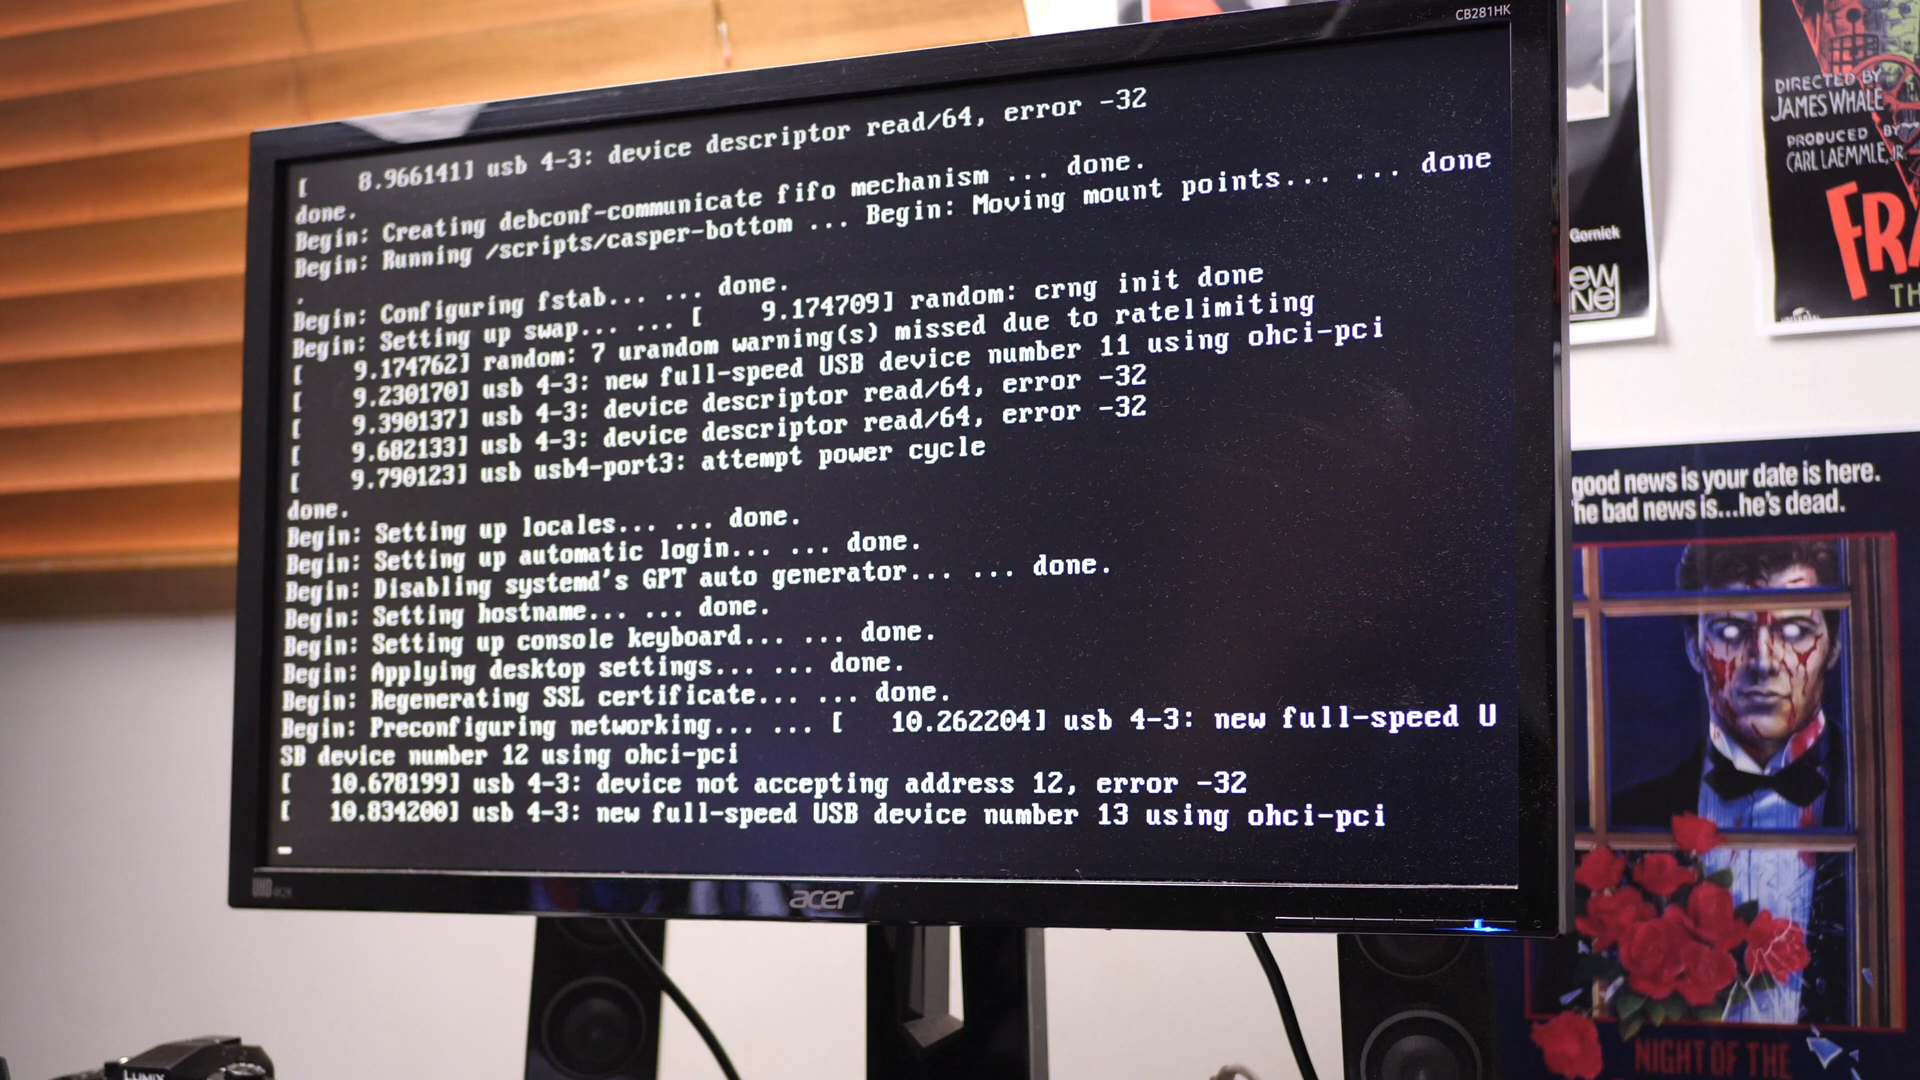 CB281HK
[    8.966141] usb 4-3: device descriptor read/64, error -32
done.
Begin: Creating debconf-communicate fifo mechanism ... done.
Begin: Running /scripts/casper-bottom ... Begin: Moving mount points... ... done
.
Begin: Configuring fstab... ... done.
Begin: Setting up swap... ... [    9.174709] random: crng init done
[    9.174762] random: 7 urandom warning(s) missed due to ratelimiting
[    9.230170] usb 4-3: new full-speed USB device number 11 using ohci-pci
[    9.390137] usb 4-3: device descriptor read/64, error -32
[    9.682133] usb 4-3: device descriptor read/64, error -32
[    9.790123] usb usb4-port3: attempt power cycle
done.
Begin: Setting up locales... ... done.
Begin: Setting up automatic login... ... done.
Begin: Disabling systemd's GPT auto generator... ... done.
Begin: Setting hostname... ... done.
Begin: Setting up console keyboard... ... done.
Begin: Applying desktop settings... ... done.
Begin: Regenerating SSL certificate... ... done.
Begin: Preconfiguring networking... ... [   10.262204] usb 4-3: new full-speed U
SB device number 12 using ohci-pci
[   10.678199] usb 4-3: device not accepting address 12, error -32
[   10.834200] usb 4-3: new full-speed USB device number 13 using ohci-pci
acer
LUMIX
Gernick
DIRECTED BY
JAMES WHALE
PRODUCED BY
CARL LAEMMLE, JR.
good news is your date is here.
bad news is...he's dead.
NIGHT OF THE